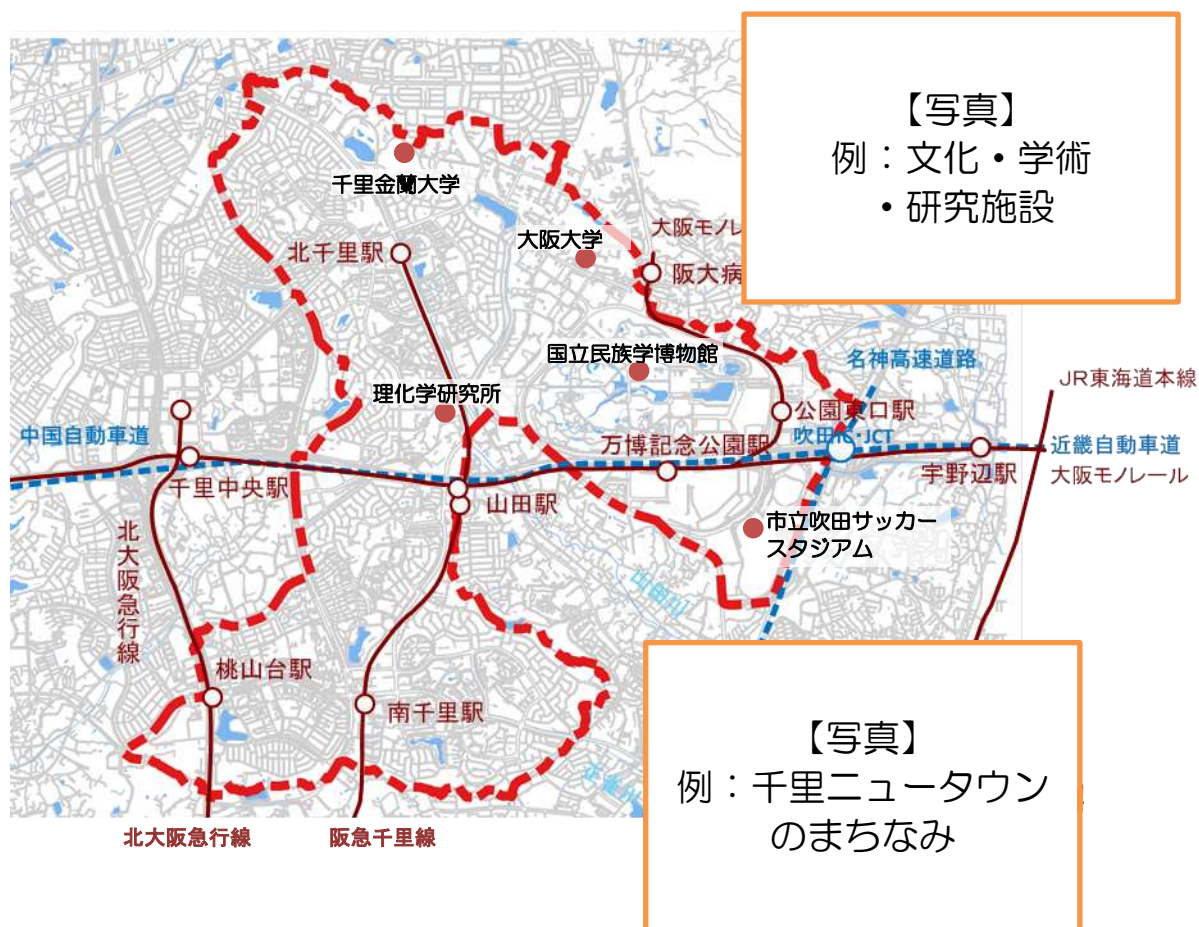 【写真】
例：文化・学術
・研究施設
千里金蘭大学
大阪大学
大阪モノレ
北千里駅
阪大病
国立民族学博物館
名神高速道路
理化学研究所
JR東海道本線
公園東口駅
中国自動車道
万博記念公園駅
吹田IC・JCT
近畿自動車道
千里中央駅
宇野辺駅
大阪モノレール
山田駅
市立吹田サッカー
スタジアム
北大阪急行線
山田川
桃山台駅
南千里駅
【写真】
例：千里ニュータウン
のまちなみ
北大阪急行線
阪急千里線